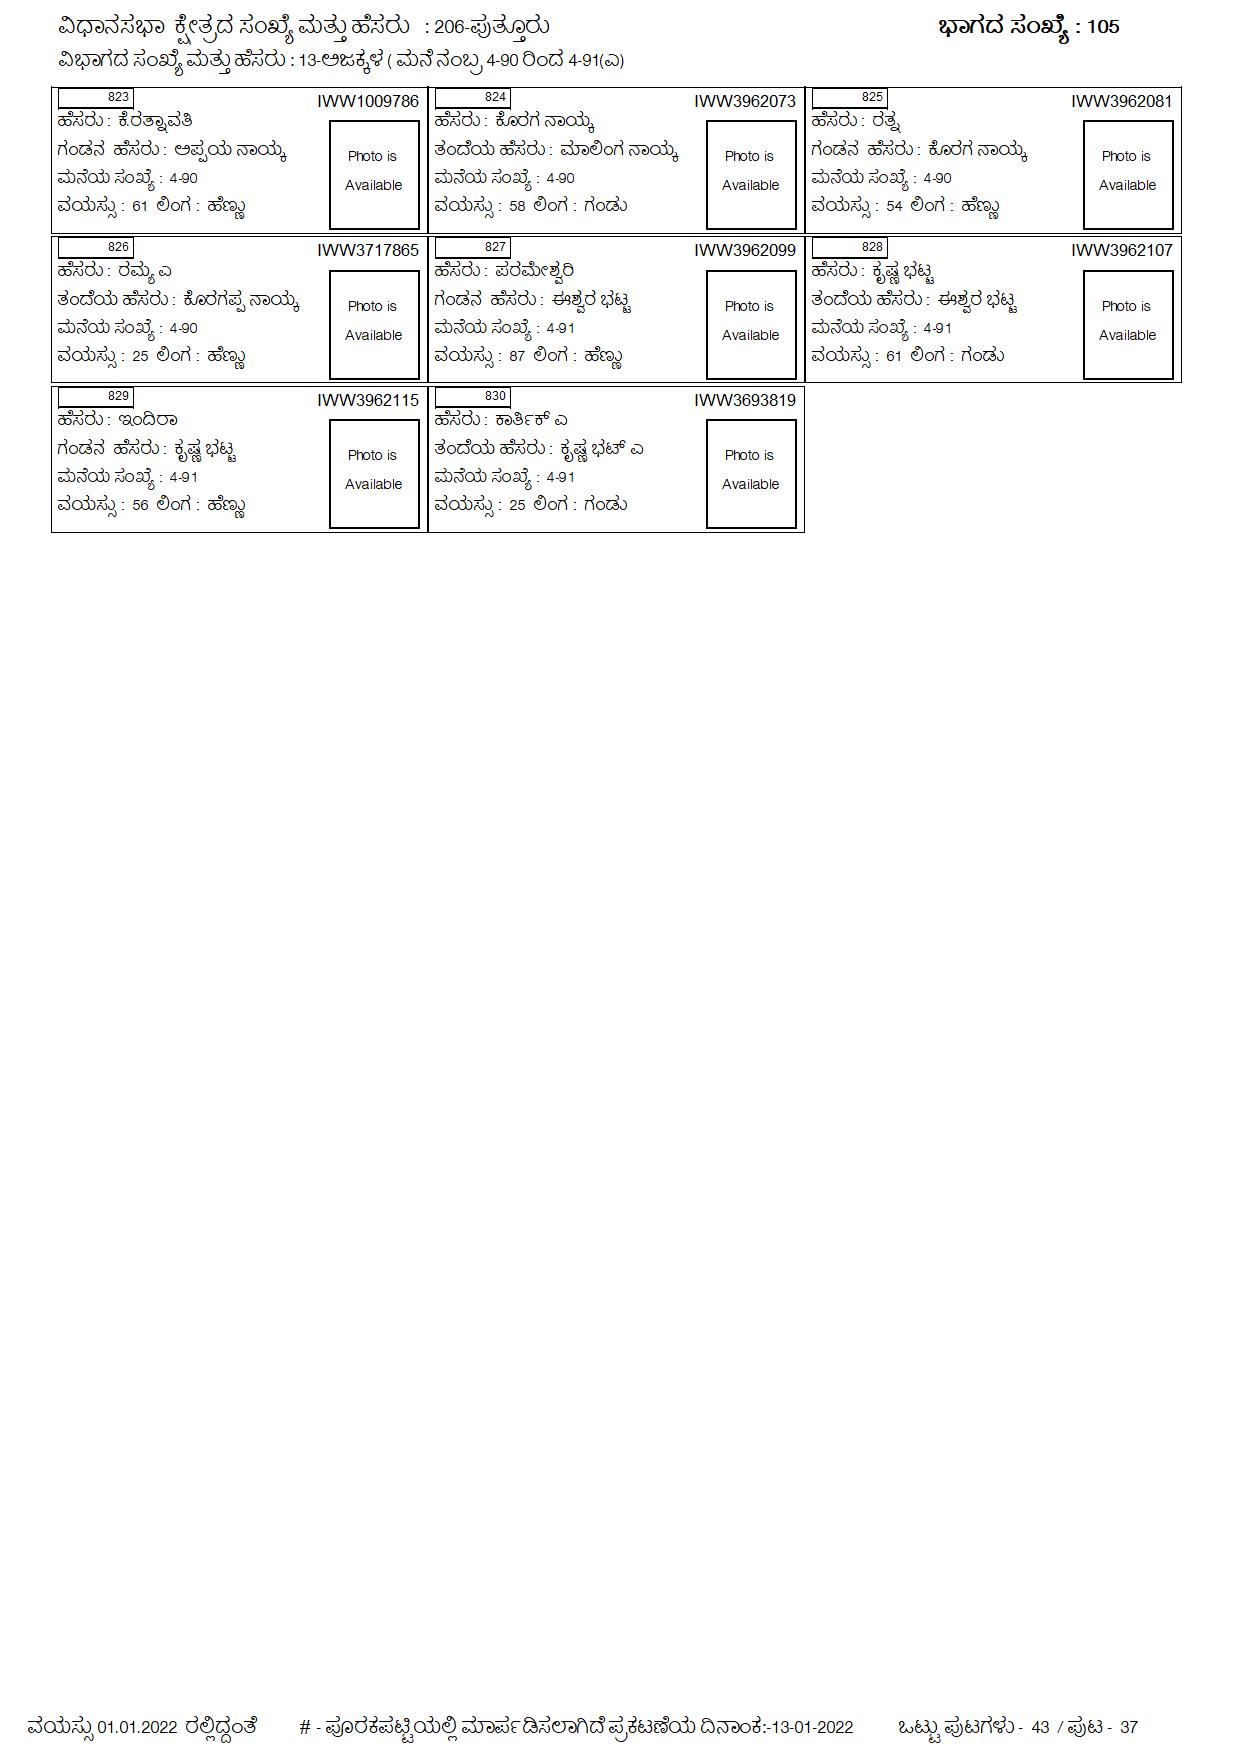 ವಿಧಾನಸಭಾ ಕ್ಷೇತ್ರದ ಸಂಖ್ಯೆ ಮತ್ತು ಹೆಸರು : 206-ಪುತ್ತೂರು ಭಾಗದ ಸಂಖ್ಯೆ : 105
ವಿಭಾಗದ ಸಂಖ್ಯೆ ಮತ್ತು ಹೆಸರು : 13-ಅಜಕ್ಕಳ ( ಮನೆ ನಂಬ್ರ 4-90 ರಿಂದ 4-91(ಎ)
823 IWW1009786
ಹೆಸರು : ಕೆ.ರತ್ನಾವತಿ
ಗಂಡನ ಹೆಸರು : ಅಪ್ಪಯ ನಾಯ್ಕ
ಮನೆಯ ಸಂಖ್ಯೆ : 4-90
ವಯಸ್ಸು : 61 ಲಿಂಗ : ಹೆಣ್ಣು
Photo is
Available
824 IWW3962073
ಹೆಸರು : ಕೊರಗ ನಾಯ್ಕ
ತಂದೆಯ ಹೆಸರು : ಮಾಲಿಂಗ ನಾಯ್ಕ
ಮನೆಯ ಸಂಖ್ಯೆ : 4-90
ವಯಸ್ಸು : 58 ಲಿಂಗ : ಗಂಡು
Photo is
Available
825 IWW3962081
ಹೆಸರು : ರತ್ನ
ಗಂಡನ ಹೆಸರು : ಕೊರಗ ನಾಯ್ಕ
ಮನೆಯ ಸಂಖ್ಯೆ : 4-90
ವಯಸ್ಸು : 54 ಲಿಂಗ : ಹೆಣ್ಣು
Photo is
Available
826 IWW3717865
ಹೆಸರು : ರಮ್ಯ ಎ
ತಂದೆಯ ಹೆಸರು : ಕೊರಗಪ್ಪ ನಾಯ್ಕ
ಮನೆಯ ಸಂಖ್ಯೆ : 4-90
ವಯಸ್ಸು : 25 ಲಿಂಗ : ಹೆಣ್ಣು
Photo is
Available
827 IWW3962099
ಹೆಸರು : ಪರಮೇಶ್ವರಿ
ಗಂಡನ ಹೆಸರು : ಈಶ್ವರ ಭಟ್ಟ
ಮನೆಯ ಸಂಖ್ಯೆ : 4-91
ವಯಸ್ಸು : 87 ಲಿಂಗ : ಹೆಣ್ಣು
Photo is
Available
828 IWW3962107
ಹೆಸರು : ಕೃಷ್ಣ ಭಟ್ಟ
ತಂದೆಯ ಹೆಸರು : ಈಶ್ವರ ಭಟ್ಟ
ಮನೆಯ ಸಂಖ್ಯೆ : 4-91
ವಯಸ್ಸು : 61 ಲಿಂಗ : ಗಂಡು
Photo is
Available
829 IWW3962115
ಹೆಸರು : ಇಂದಿರಾ
ಗಂಡನ ಹೆಸರು : ಕೃಷ್ಣ ಭಟ್ಟ
ಮನೆಯ ಸಂಖ್ಯೆ : 4-91
ವಯಸ್ಸು : 56 ಲಿಂಗ : ಹೆಣ್ಣು
Photo is
Available
830 IWW3693819
ಹೆಸರು : ಕಾರ್ತಿಕ್ ಎ
ತಂದೆಯ ಹೆಸರು : ಕೃಷ್ಣ ಭಟ್ ಎ
ಮನೆಯ ಸಂಖ್ಯೆ : 4-91
ವಯಸ್ಸು : 25 ಲಿಂಗ : ಗಂಡು
Photo is
Available
ವಯಸ್ಸು 01.01.2022 ರಲ್ಲಿದ್ದಂತೆ # - ಪೂರಕಪಟ್ಟಿಯಲ್ಲಿ ಮಾರ್ಪಡಿಸಲಾಗಿದೆ ಪ್ರಕಟಣೆಯ ದಿನಾಂಕ:-13-01-2022 ಒಟ್ಟು ಪುಟಗಳು - 43 / ಪುಟ - 37